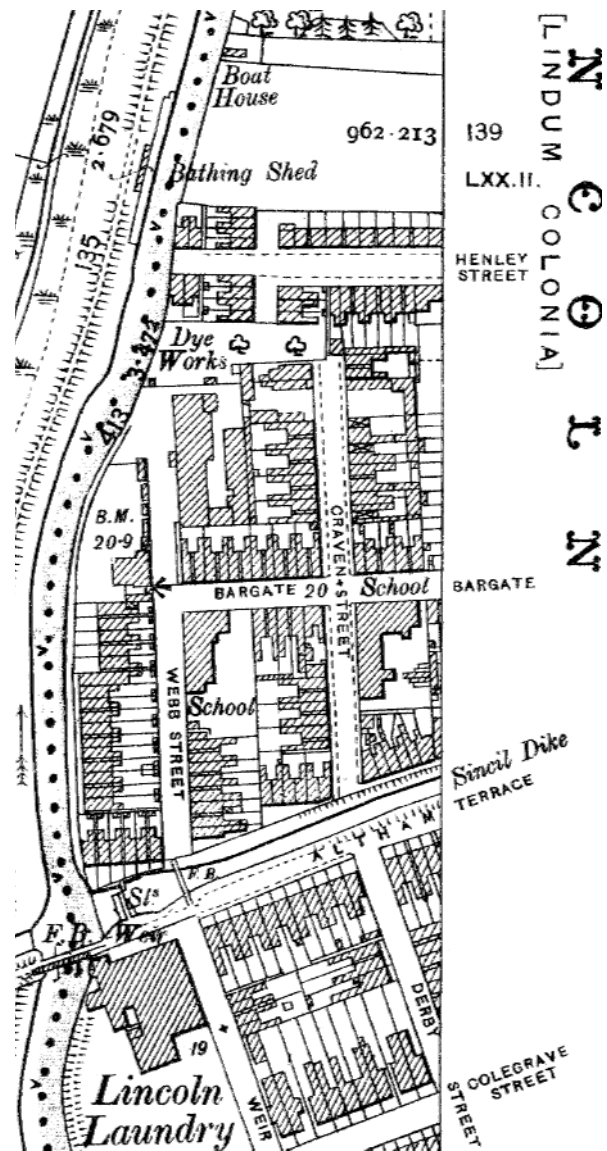 Boat
House
962·213
139
LXX.11.
[LINDUM COLONIA]
N C O L N
2·679
135
Bathing Shed
HENLEY
STREET
Dye
Works
3·472
413
B.M.
20·9
CRAVEN STREET
BARGATE
20
School
BARGATE
WEBB STREET
School
Sincil Dike
TERRACE
ALTHAM
F.B.
Sls
F.B.
Weir
DERBY
STREET
COLEGRAVE
STREET
19
WEIR
Lincoln
Laundry